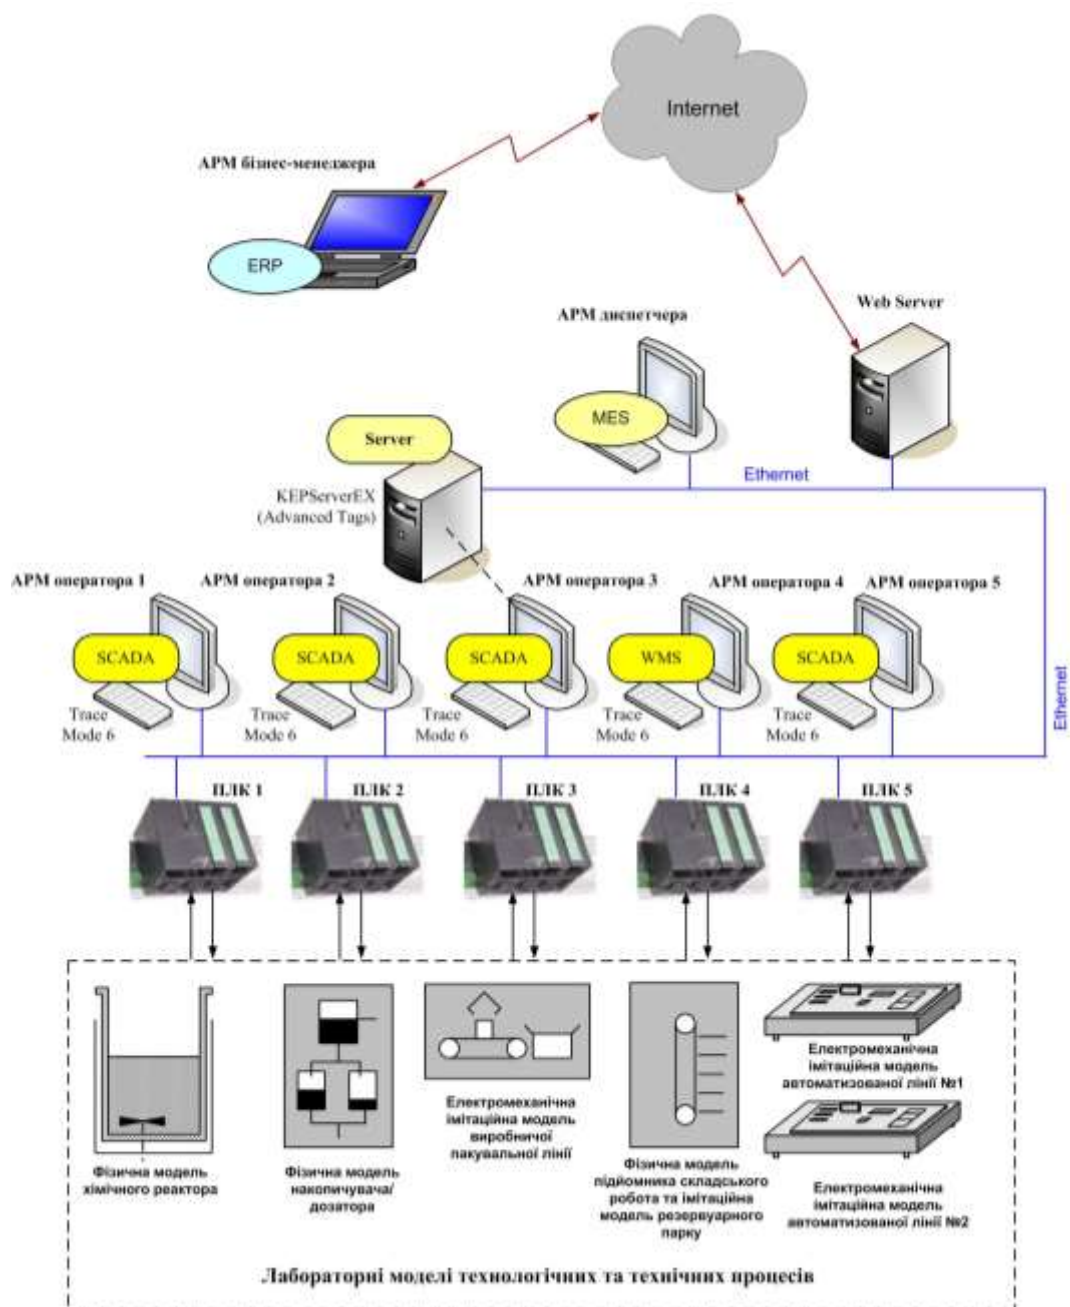 Internet
АРМ бізнес-менеджера
ERP
Web Server
АРМ диспетчера
MES
Server
Ethernet
KEPServerEX
(Advanced Tags)
АРМ оператора 1
АРМ оператора 2
АРМ оператора 3
АРМ оператора 4
АРМ оператора 5
SCADA
SCADA
SCADA
WMS
SCADA
Ethernet
Trace
Mode 6
Trace
Mode 6
Trace
Mode 6
Trace
Mode 6
Trace
Mode 6
ПЛК 1
ПЛК 2
ПЛК 3
ПЛК 4
ПЛК 5
Фізична модель
хімічного реактора
Фізична модель
накопичувача/
дозатора
Електромеханічна
імітаційна модель
виробничої
пакувальної лінії
Фізична модель
підйомника складського
робота та імітаційна
модель резервуарного
парку
Електромеханічна
імітаційна модель
автоматизованої лінії №1
Електромеханічна
імітаційна модель
автоматизованої лінії №2
Лабораторні моделі технологічних та технічних процесів